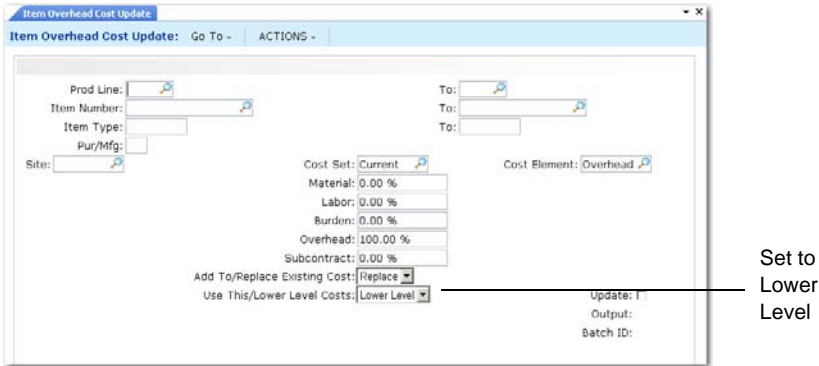 Item Overhead Cost Update
Item Overhead Cost Update: Go To ACTIONS
Prod Line: To:
Item Number: To:
Item Type: To:
Pur/Mfg:
Site: Cost Set: Current Cost Element: Overhead
Material: 0.00 %
Labor: 0.00 %
Burden: 0.00 %
Overhead: 100.00 %
Subcontract: 0.00 %
Add To/Replace Existing Cost: Replace
Use This/Lower Level Costs: Lower Level Update:
Output:
Batch ID:
Set to
Lower
Level